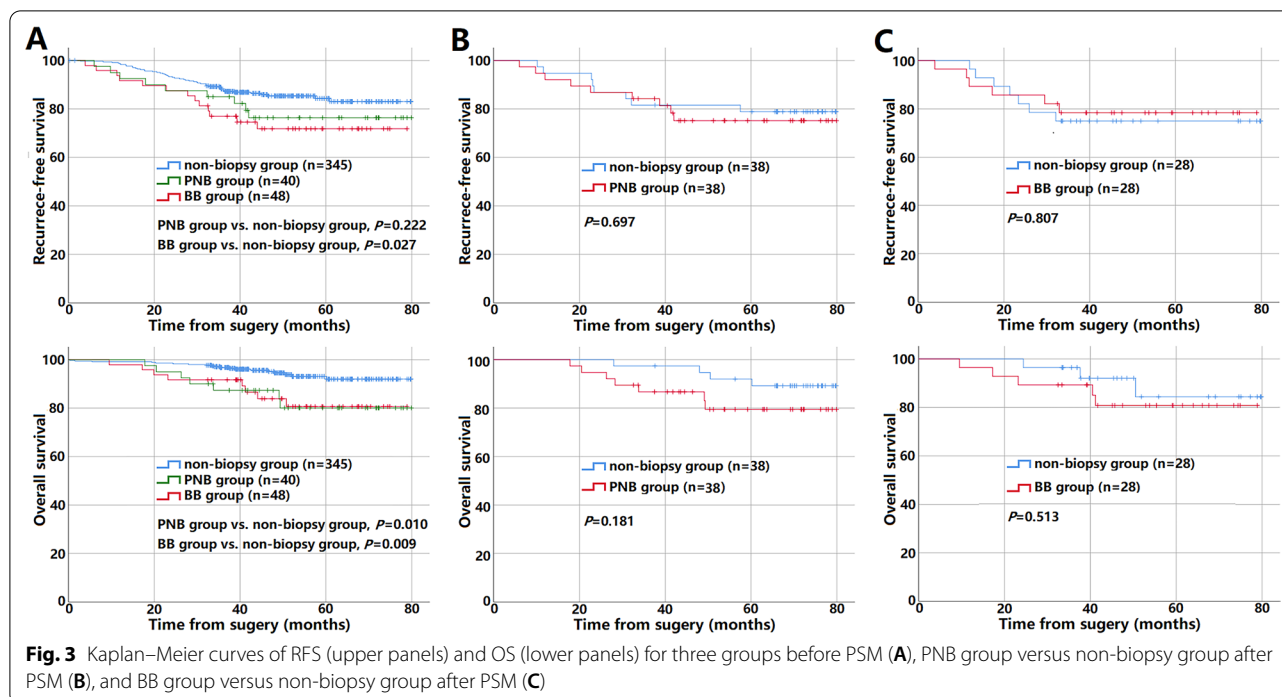 A
B
C
Recurrece-free survival
100
80
60
40
20
0
non-biopsy group (n=345)
PNB group (n=40)
BB group (n=48)
PNB group vs. non-biopsy group, P=0.222
BB group vs. non-biopsy group, P=0.027
0 20 40 60 80
Time from sugery (months)
Recurrece-free survival
100
80
60
40
20
0
non-biopsy group (n=38)
PNB group (n=38)
P=0.697
0 20 40 60 80
Time from sugery (months)
Recurrece-free survival
100
80
60
40
20
0
non-biopsy group (n=28)
BB group (n=28)
P=0.807
0 20 40 60 80
Time from sugery (months)
Overall survival
100
80
60
40
20
0
non-biopsy group (n=345)
PNB group (n=40)
BB group (n=48)
PNB group vs. non-biopsy group, P=0.010
BB group vs. non-biopsy group, P=0.009
0 20 40 60 80
Time from sugery (months)
Overall survival
100
80
60
40
20
0
non-biopsy group (n=38)
PNB group (n=38)
P=0.181
0 20 40 60 80
Time from sugery (months)
Overall survival
100
80
60
40
20
0
non-biopsy group (n=28)
BB group (n=28)
P=0.513
0 20 40 60 80
Time from sugery (months)
Fig. 3 Kaplan–Meier curves of RFS (upper panels) and OS (lower panels) for three groups before PSM (A), PNB group versus non-biopsy group after
PSM (B), and BB group versus non-biopsy group after PSM (C)